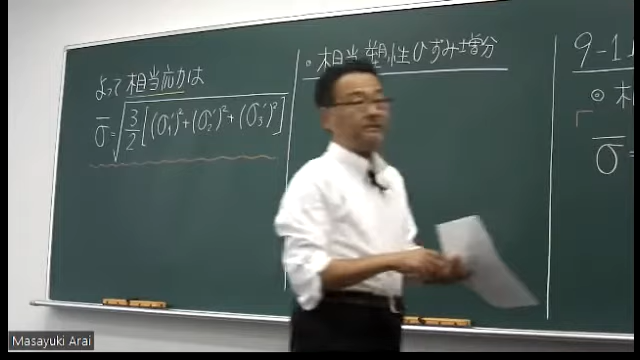 よって相当応力は
σ̄=√(3/2[(σ₁′)²+(σ₂′)²+(σ₃′)²])
・相当塑性ひずみ増分
9-1
◎ 相
σ̄=
Masayuki Arai